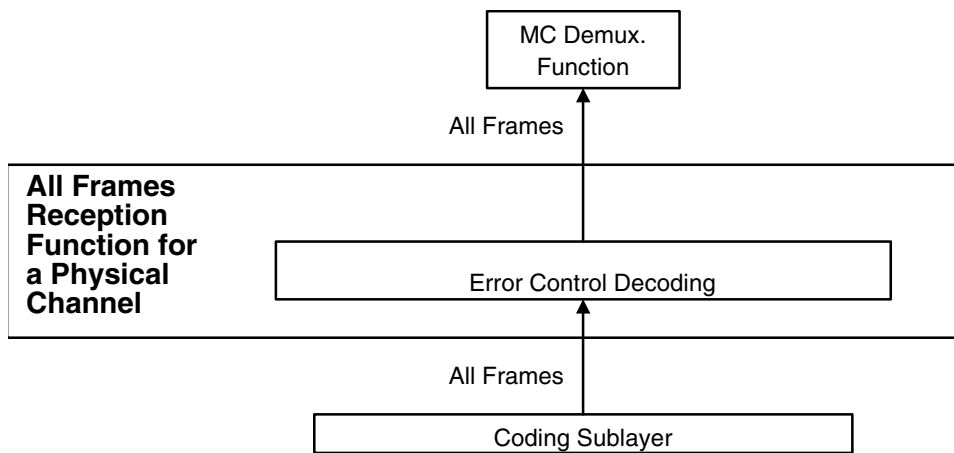 MC Demux.
Function
All Frames
All Frames
Reception
Function for
a Physical
Channel
Error Control Decoding
All Frames
Coding Sublayer